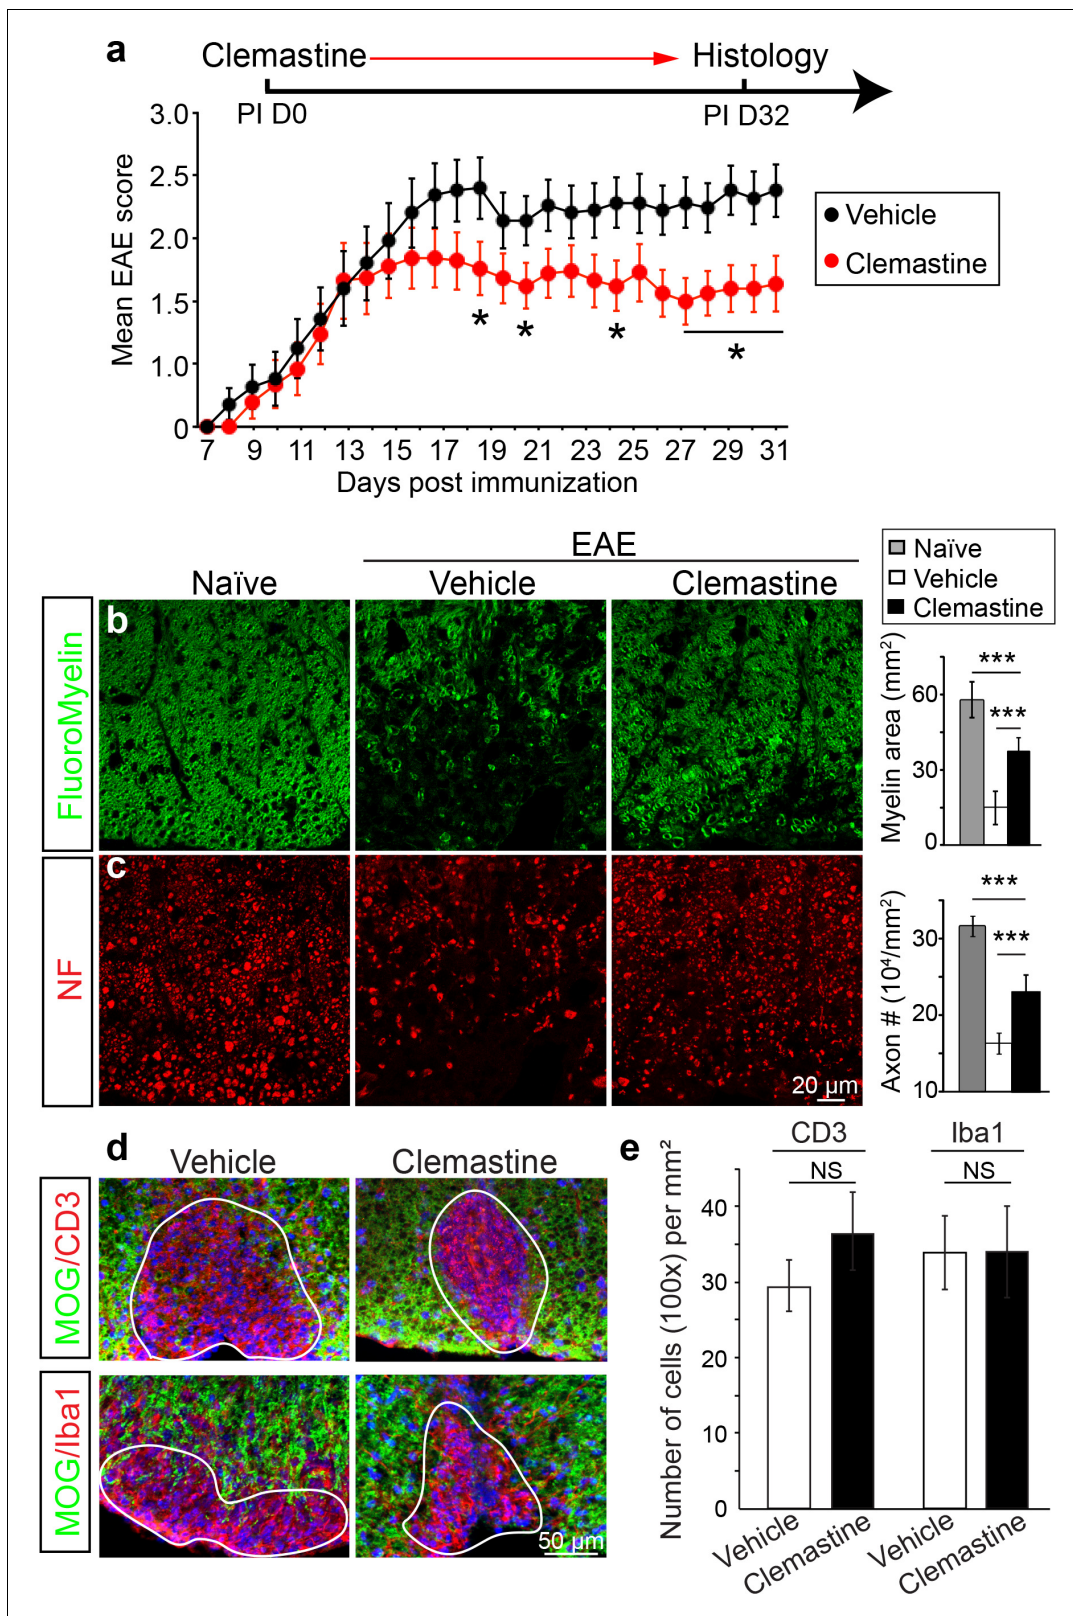 a
Clemastine
Histology
PI D0
PI D32
3.0
2.5
2.0
1.5
1.0
0
Mean EAE score
Vehicle
Clemastine
*
*
*
*
7 9 11 13 15 17 19 21 23 25 27 29 31
Days post immunization
EAE
Naïve
Vehicle
Clemastine
Naïve
Vehicle
Clemastine
b
FluoroMyelin
Myelin area (mm²)
60
30
0
***
***
c
NF
20 µm
Axon # (10⁴/mm²)
30
20
10
***
***
d
Vehicle
Clemastine
MOG/CD3
MOG/Iba1
50 µm
e
CD3
Iba1
NS
NS
Number of cells (100x) per mm²
40
30
20
10
0
Vehicle
Clemastine
Vehicle
Clemastine